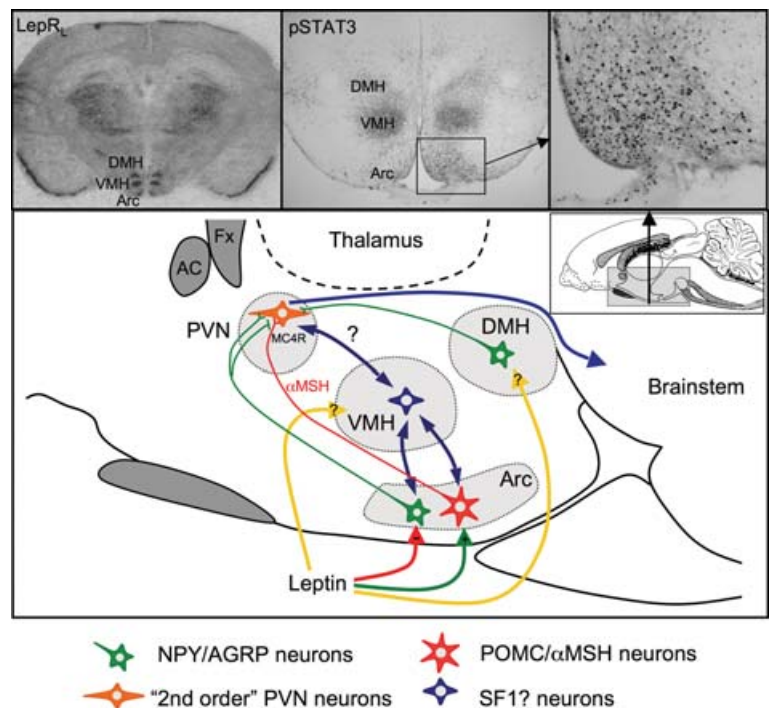 LepRL
pSTAT3
DMH
VMH
Arc
DMH
VMH
Arc
Fx
AC
Thalamus
PVN
MC4R
?
DMH
?
αMSH
?
VMH
Brainstem
Arc
-
+
Leptin
NPY/AGRP neurons
POMC/αMSH neurons
"2nd order" PVN neurons
SF1? neurons